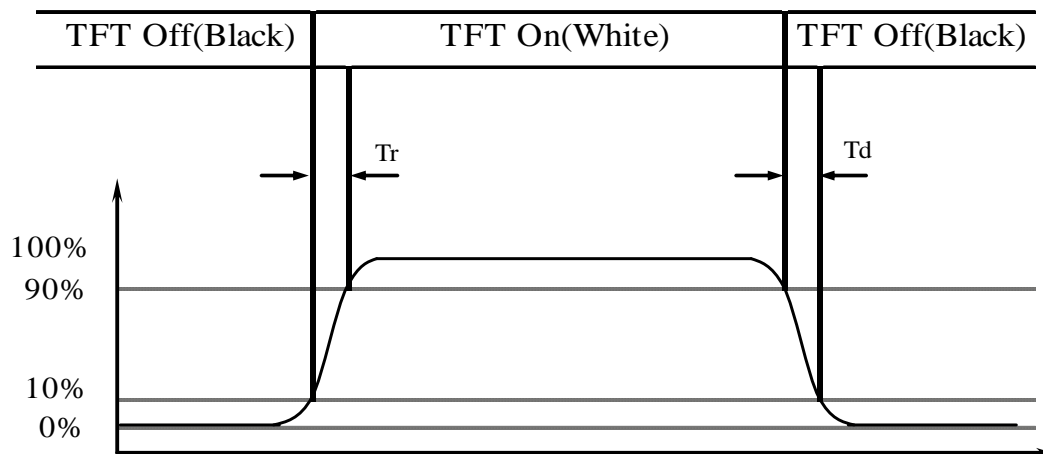 TFT Off(Black) TFT On(White) TFT Off(Black)
Tr Td
100%
90%
10%
0%